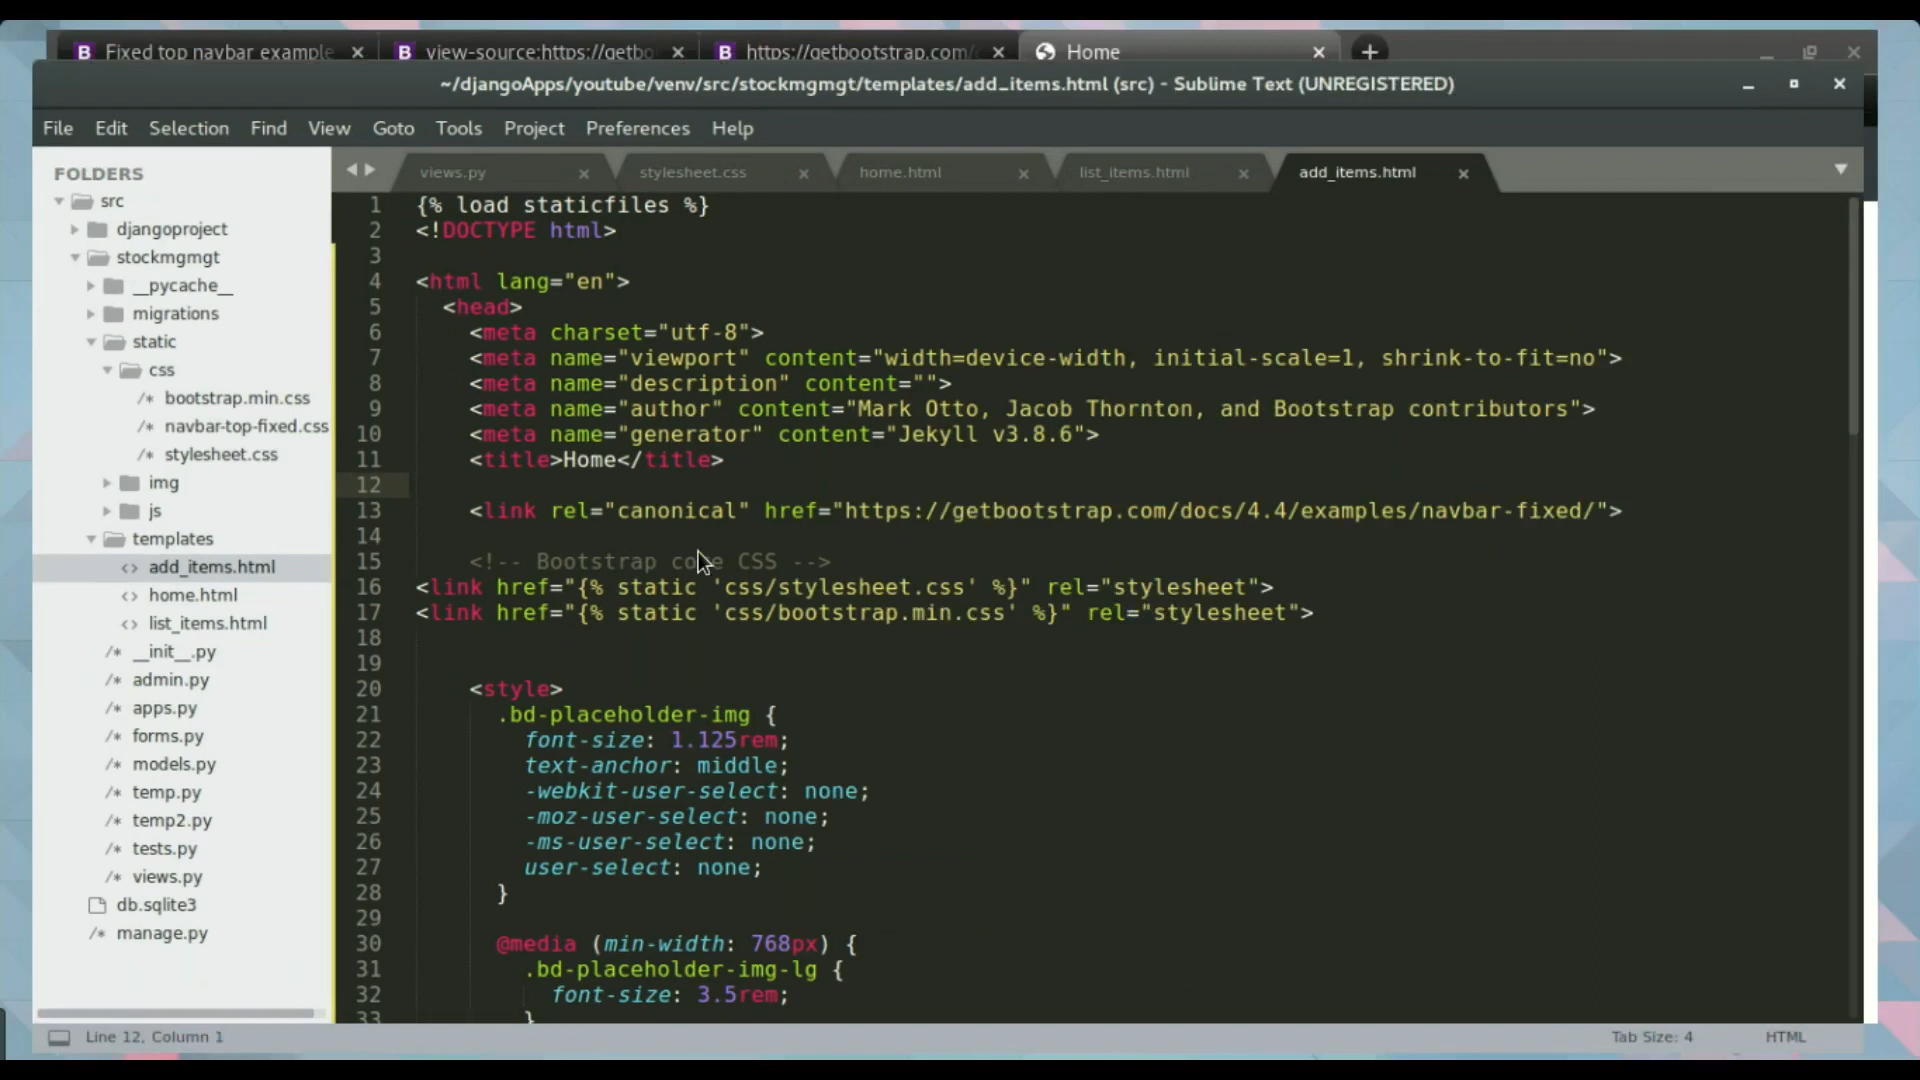 Fixed top navbar example
view-source:https://getbo
https://getbootstrap.com/
Home
~/djangoApps/youtube/venv/src/stockmgmgt/templates/add_items.html (src) - Sublime Text (UNREGISTERED)
File Edit Selection Find View Goto Tools Project Preferences Help
FOLDERS
src
djangoproject
stockmgmgt
__pycache__
migrations
static
css
/* bootstrap.min.css
/* navbar-top-fixed.css
/* stylesheet.css
img
js
templates
<> add_items.html
<> home.html
<> list_items.html
/* __init__.py
/* admin.py
/* apps.py
/* forms.py
/* models.py
/* temp.py
/* temp2.py
/* tests.py
/* views.py
db.sqlite3
/* manage.py
views.py
stylesheet.css
home.html
list_items.html
add_items.html
1 {% load staticfiles %}
2 <!DOCTYPE html>
3
4 <html lang="en">
5 <head>
6 <meta charset="utf-8">
7 <meta name="viewport" content="width=device-width, initial-scale=1, shrink-to-fit=no">
8 <meta name="description" content="">
9 <meta name="author" content="Mark Otto, Jacob Thornton, and Bootstrap contributors">
10 <meta name="generator" content="Jekyll v3.8.6">
11 <title>Home</title>
12
13 <link rel="canonical" href="https://getbootstrap.com/docs/4.4/examples/navbar-fixed/">
14
15 <!-- Bootstrap core CSS -->
16 <link href="{% static 'css/stylesheet.css' %}" rel="stylesheet">
17 <link href="{% static 'css/bootstrap.min.css' %}" rel="stylesheet">
18
19
20 <style>
21 .bd-placeholder-img {
22 font-size: 1.125rem;
23 text-anchor: middle;
24 -webkit-user-select: none;
25 -moz-user-select: none;
26 -ms-user-select: none;
27 user-select: none;
28 }
29
30 @media (min-width: 768px) {
31 .bd-placeholder-img-lg {
32 font-size: 3.5rem;
33 }
Line 12, Column 1
Tab Size: 4
HTML